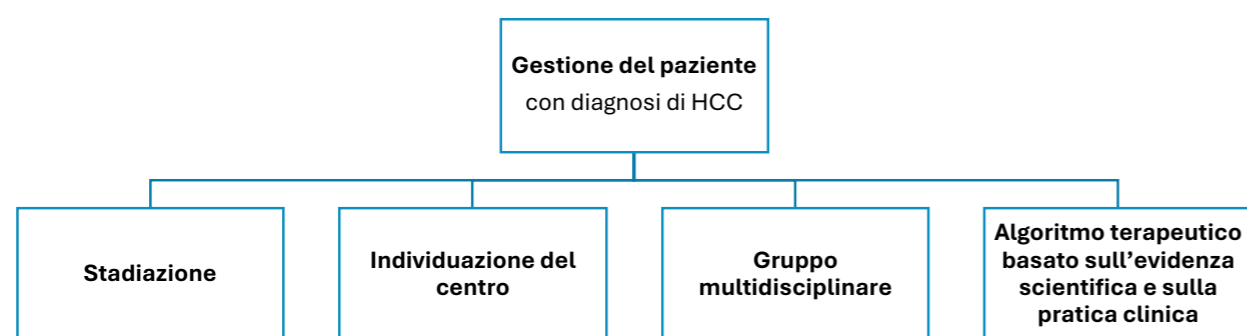 Gestione del paziente
con diagnosi di HCC
Stadiazione
Individuazione del
centro
Gruppo
multidisciplinare
Algoritmo terapeutico
basato sull’evidenza
scientifica e sulla
pratica clinica